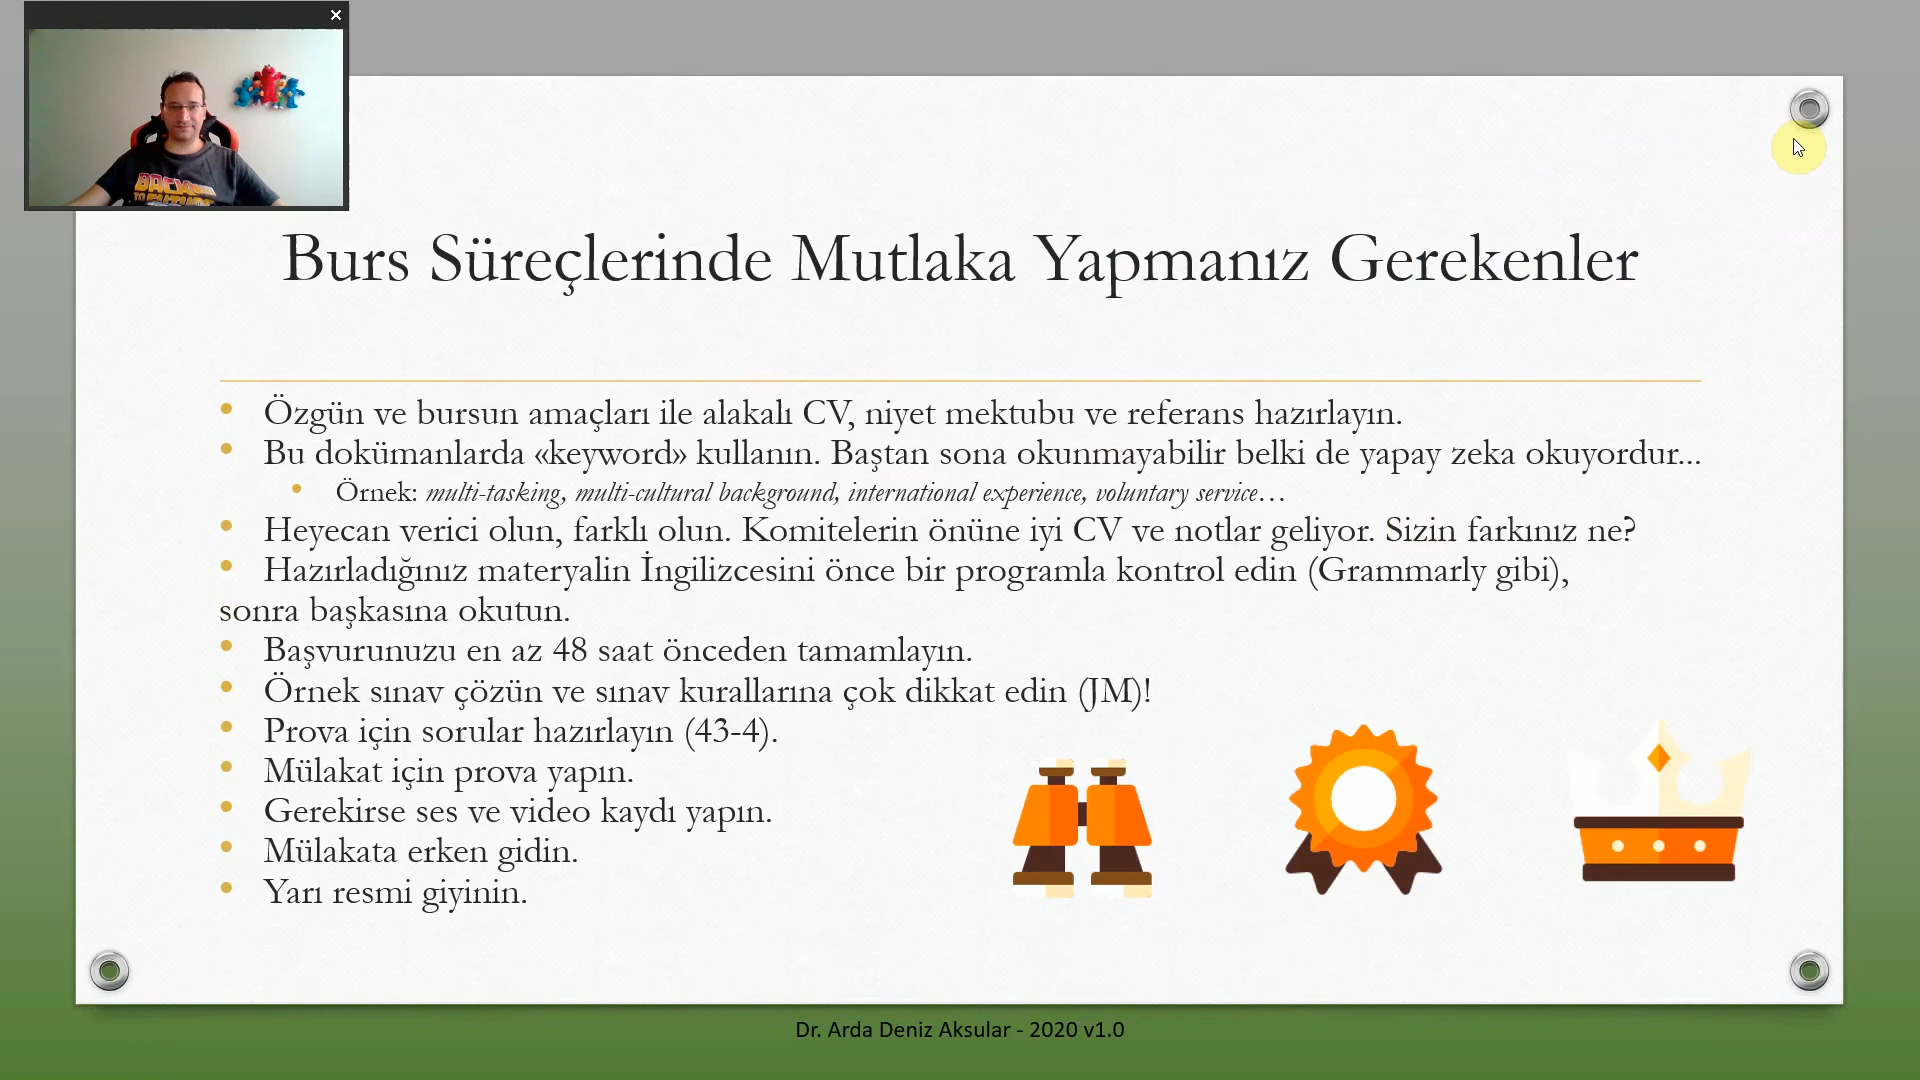 BACK
TO
Burs Süreçlerinde Mutlaka Yapmanız Gerekenler
• Özgün ve bursun amaçları ile alakalı CV, niyet mektubu ve referans hazırlayın.
• Bu dokümanlarda «keyword» kullanın. Baştan sona okunmayabilir belki de yapay zeka okuyordur...
• Örnek: multi-tasking, multi-cultural background, international experience, voluntary service…
• Heyecan verici olun, farklı olun. Komitelerin önüne iyi CV ve notlar geliyor. Sizin farkınız ne?
• Hazırladığınız materyalin İngilizcesini önce bir programla kontrol edin (Grammarly gibi),
sonra başkasına okutun.
• Başvurunuzu en az 48 saat önceden tamamlayın.
• Örnek sınav çözün ve sınav kurallarına çok dikkat edin (JM)!
• Prova için sorular hazırlayın (43-4).
• Mülakat için prova yapın.
• Gerekirse ses ve video kaydı yapın.
• Mülakata erken gidin.
• Yarı resmi giyinin.
Dr. Arda Deniz Aksular - 2020 v1.0